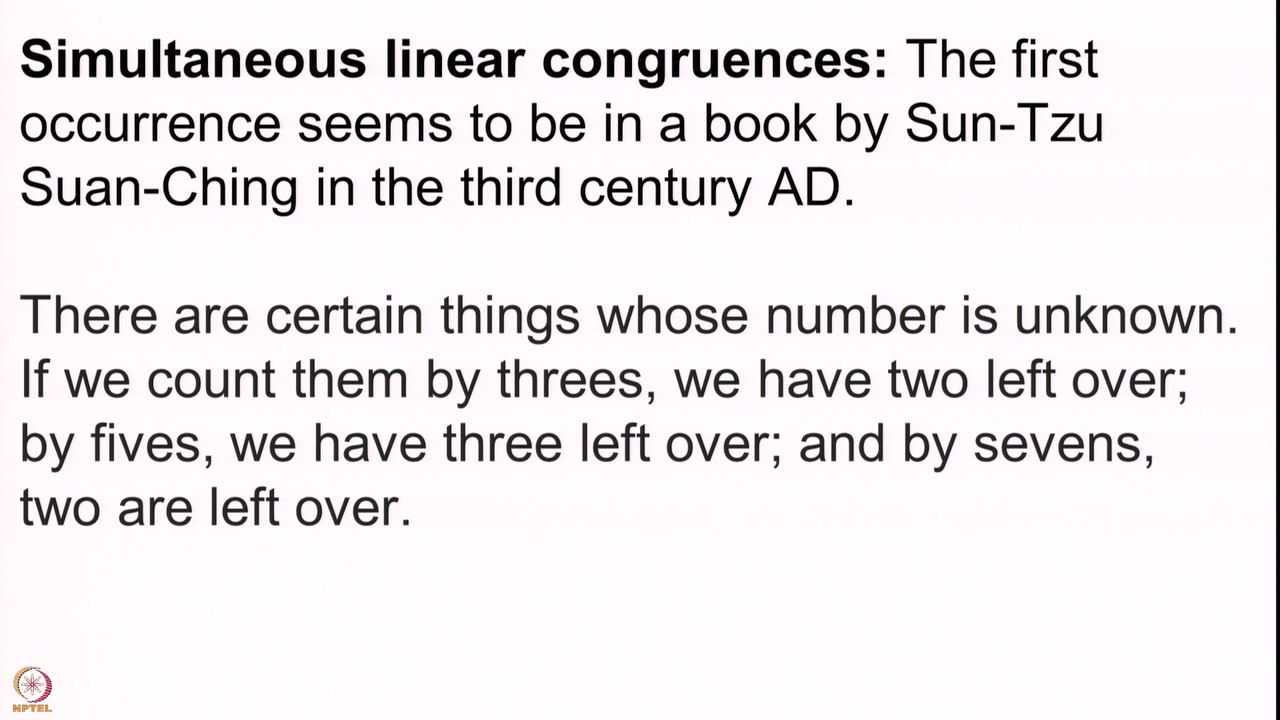 Simultaneous linear congruences: The first
occurrence seems to be in a book by Sun-Tzu
Suan-Ching in the third century AD.
There are certain things whose number is unknown.
If we count them by threes, we have two left over;
by fives, we have three left over; and by sevens,
two are left over.
NPTEL